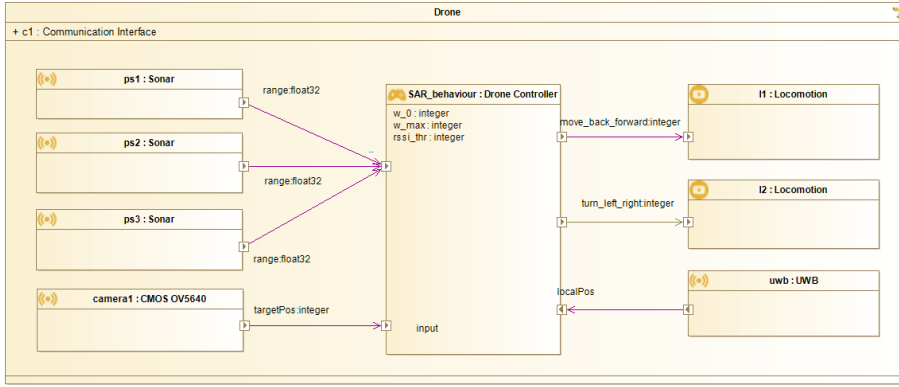 Drone
+ c1 : Communication Interface
ps1 : Sonar
range:float32
SAR_behaviour : Drone Controller
w_0 : integer
w_max : integer
rssi_thr : integer
l1 : Locomotion
move_back_forward:integer
ps2 : Sonar
range:float32
l2 : Locomotion
turn_left_right:integer
ps3 : Sonar
range:float32
uwb : UWB
localPos
camera1 : CMOS OV5640
targetPos:integer
input